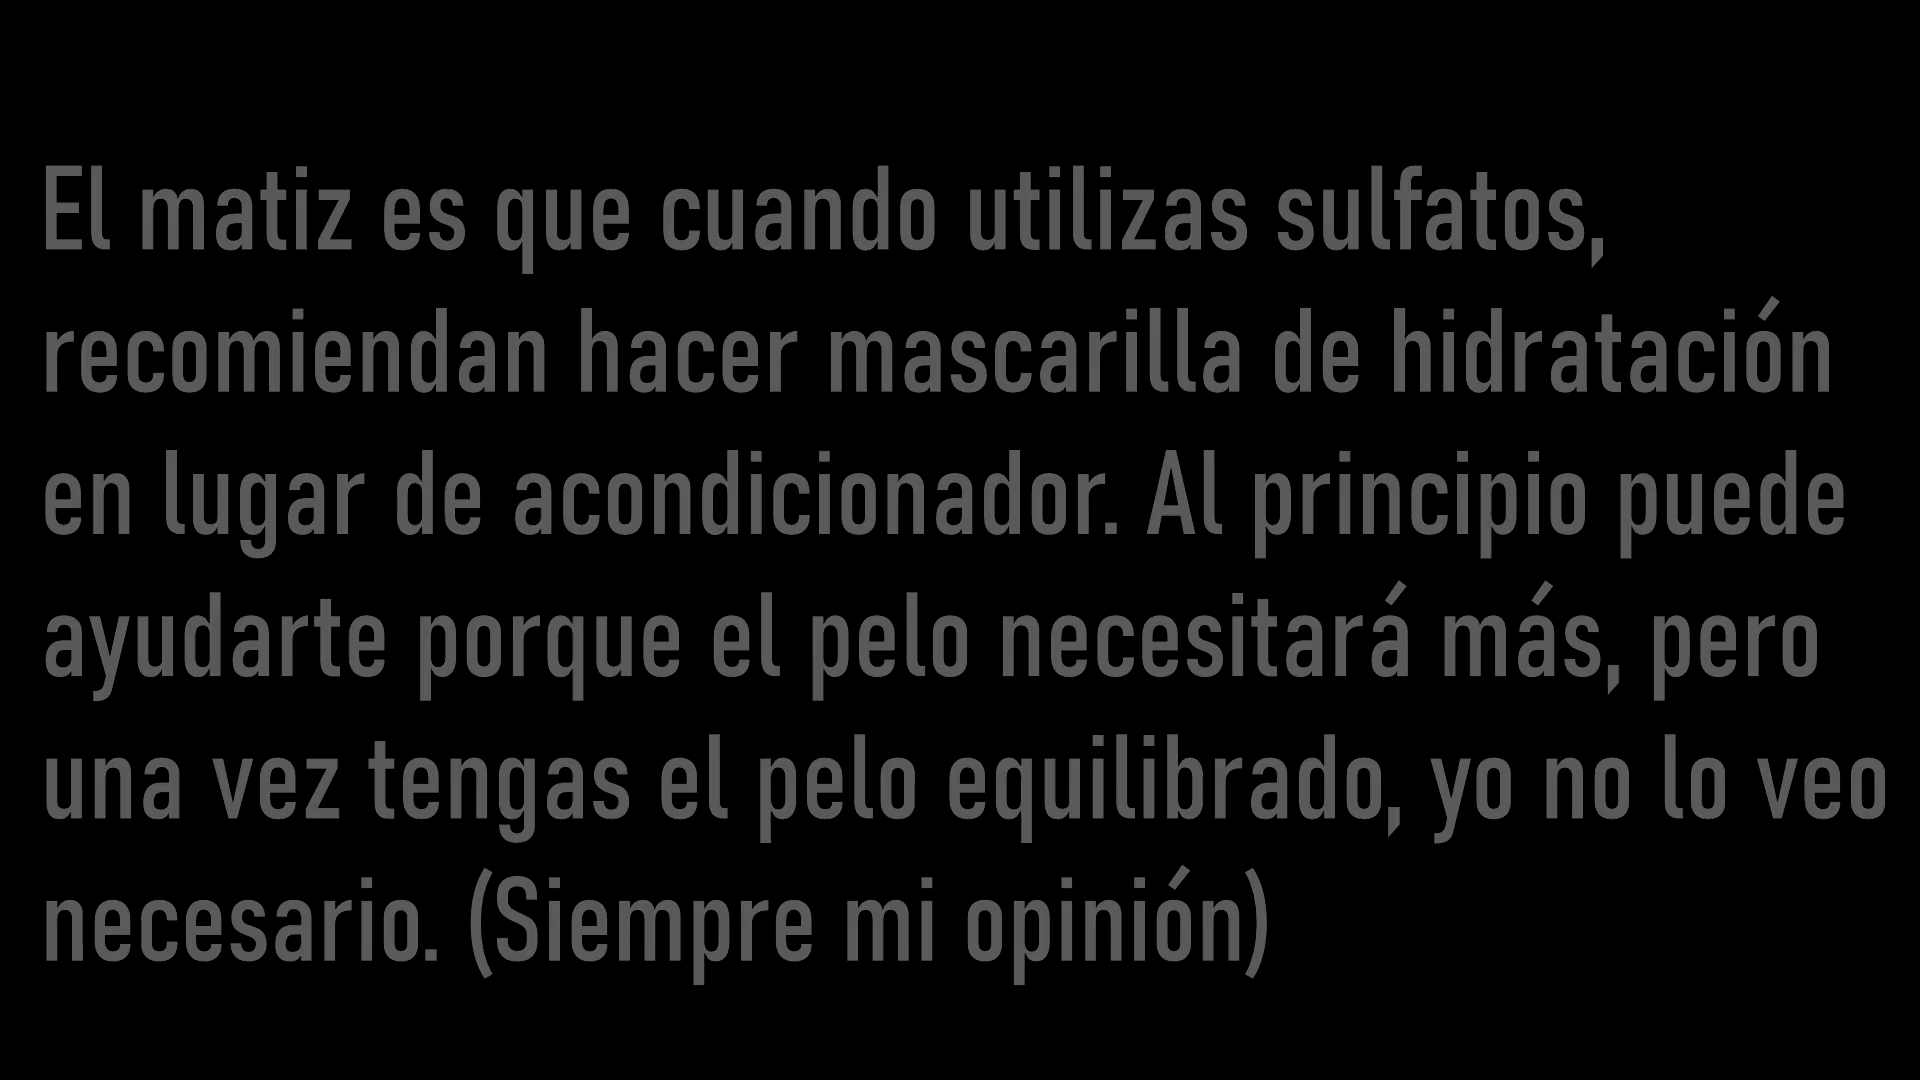 El matiz es que cuando utilizas sulfatos,
recomiendan hacer mascarilla de hidratación
en lugar de acondicionador. Al principio puede
ayudarte porque el pelo necesitará más, pero
una vez tengas el pelo equilibrado, yo no lo veo
necesario. (Siempre mi opinión)